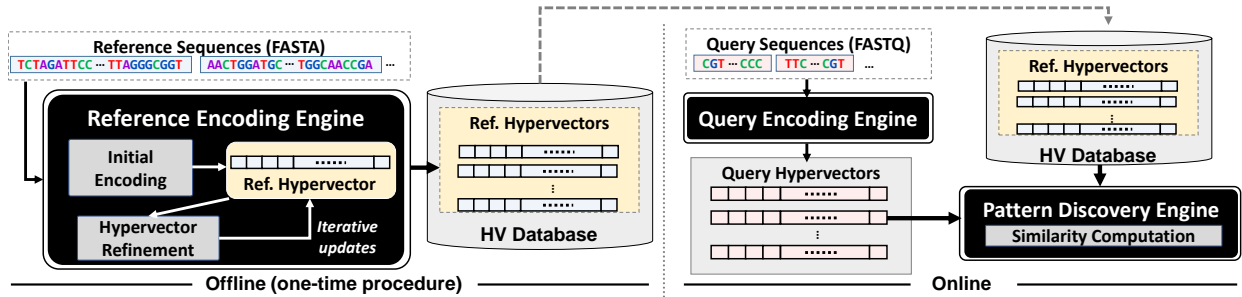 Reference Sequences (FASTA)
TCTAGATTCC ··· TTAGGGCGGT AACTGGATGC ··· TGGCAACCGA ...
Reference Encoding Engine
Initial
Encoding
Ref. Hypervector
Hypervector
Refinement
Iterative
updates
Ref. Hypervectors
HV Database
Offline (one-time procedure)
Query Sequences (FASTQ)
CGT ··· CCC TTC ··· CGT ...
Query Encoding Engine
Query Hypervectors
Ref. Hypervectors
HV Database
Pattern Discovery Engine
Similarity Computation
Online